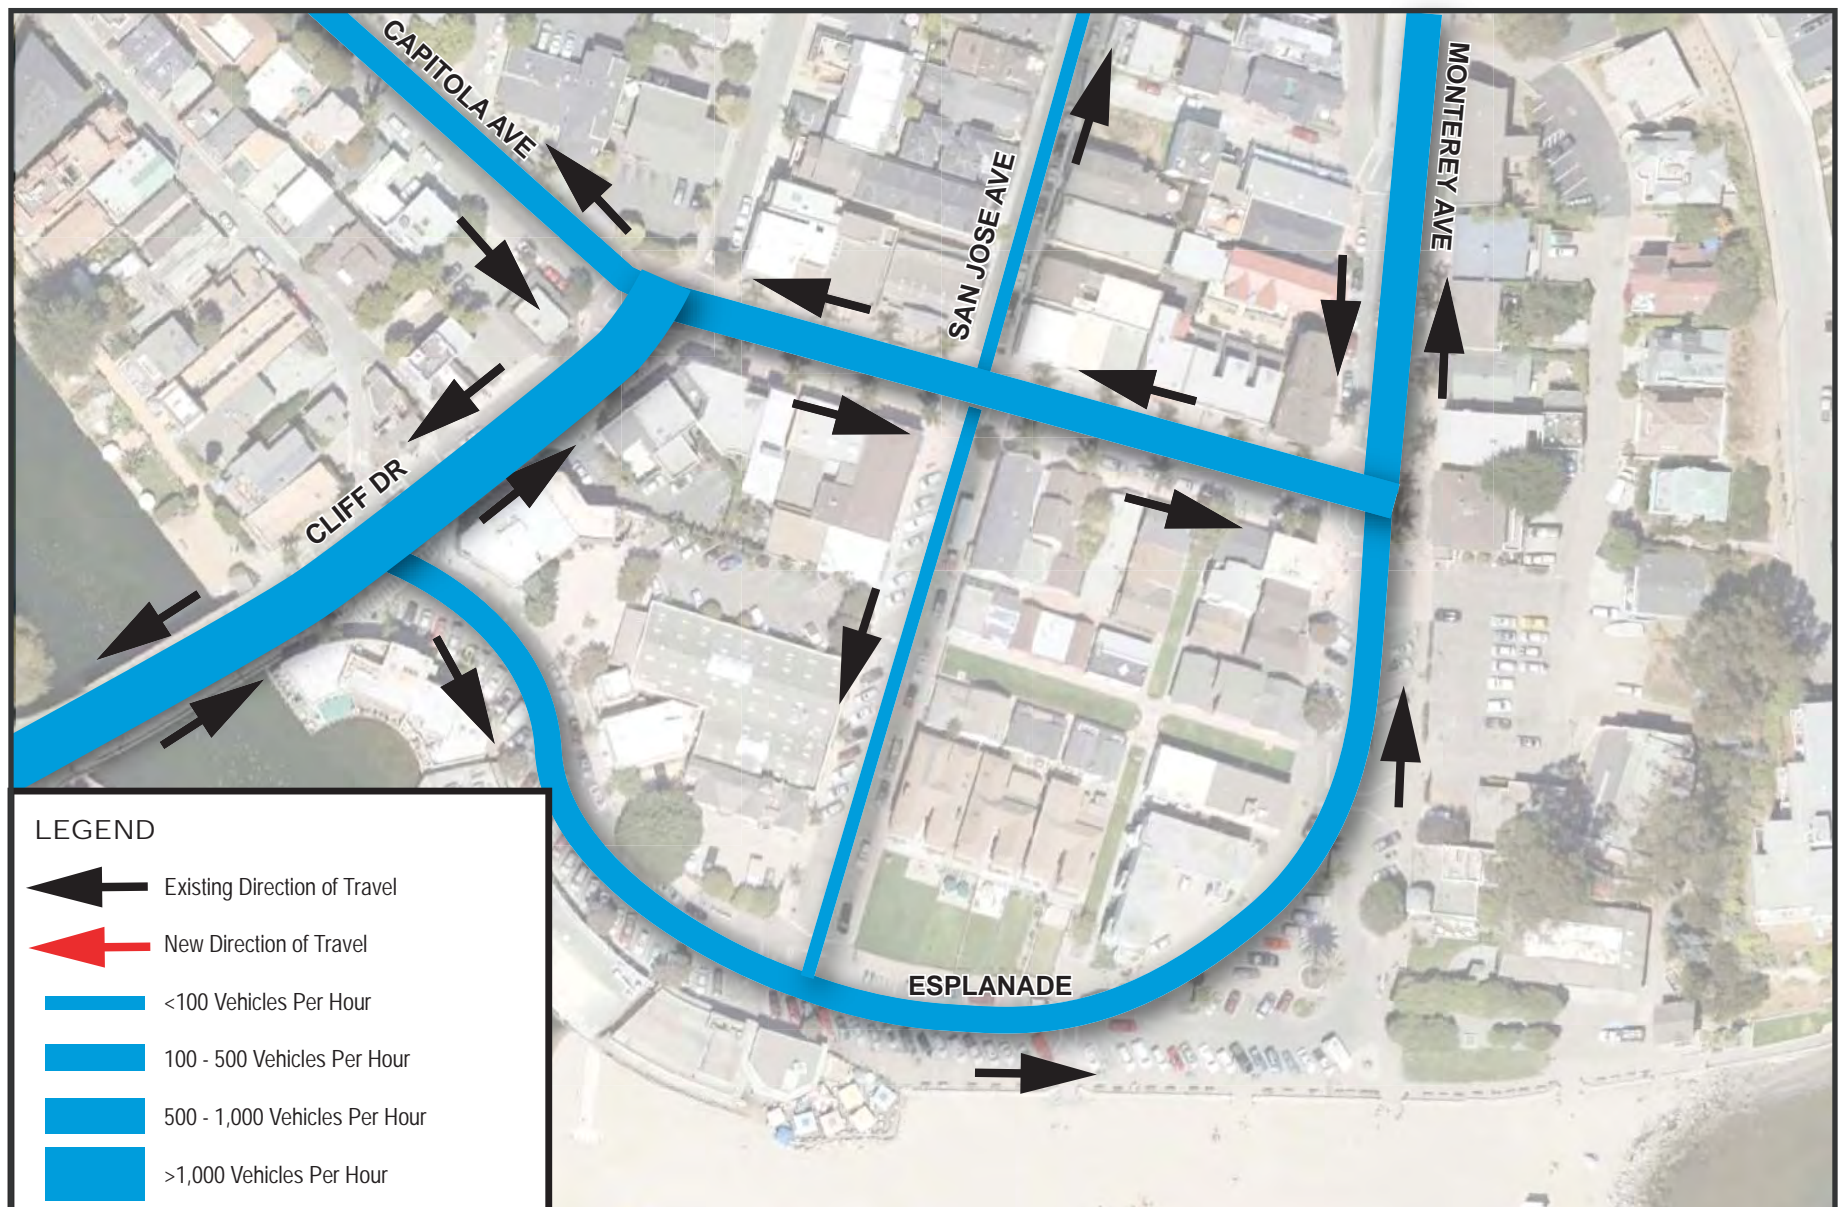 CAPITOLA AVE
MONTEREY AVE
SAN JOSE AVE
CLIFF DR
ESPLANADE
LEGEND
Existing Direction of Travel
New Direction of Travel
<100 Vehicles Per Hour
100 - 500 Vehicles Per Hour
500 - 1,000 Vehicles Per Hour
>1,000 Vehicles Per Hour